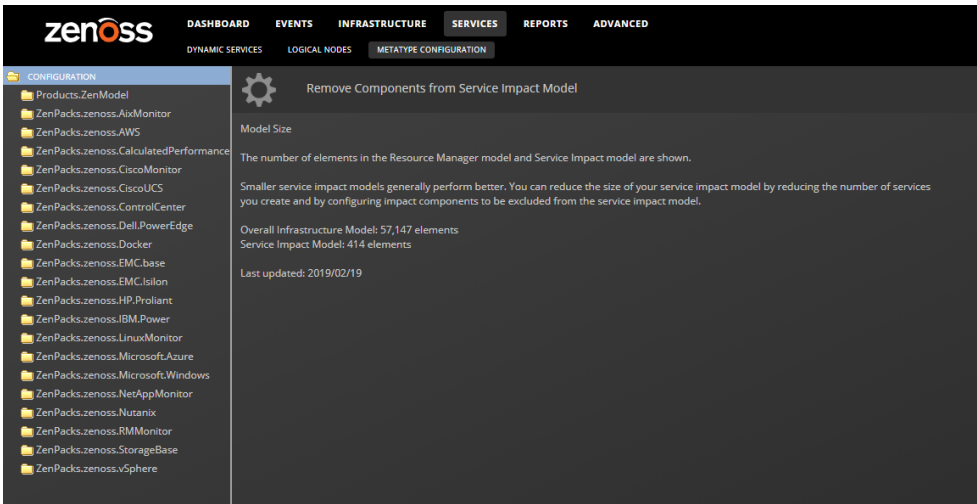 zenoss
DASHBOARD EVENTS INFRASTRUCTURE SERVICES REPORTS ADVANCED
DYNAMIC SERVICES LOGICAL NODES METATYPE CONFIGURATION
CONFIGURATION
Products.ZenModel
ZenPacks.zenoss.AixMonitor
ZenPacks.zenoss.AWS
ZenPacks.zenoss.CalculatedPerformance
ZenPacks.zenoss.CiscoMonitor
ZenPacks.zenoss.CiscoUCS
ZenPacks.zenoss.ControlCenter
ZenPacks.zenoss.Dell.PowerEdge
ZenPacks.zenoss.Docker
ZenPacks.zenoss.EMC.base
ZenPacks.zenoss.EMC.Isilon
ZenPacks.zenoss.HP.Proliant
ZenPacks.zenoss.IBM.Power
ZenPacks.zenoss.LinuxMonitor
ZenPacks.zenoss.Microsoft.Azure
ZenPacks.zenoss.Microsoft.Windows
ZenPacks.zenoss.NetAppMonitor
ZenPacks.zenoss.Nutanix
ZenPacks.zenoss.RMMonitor
ZenPacks.zenoss.StorageBase
ZenPacks.zenoss.vSphere
Remove Components from Service Impact Model
Model Size
The number of elements in the Resource Manager model and Service Impact model are shown.
Smaller service impact models generally perform better. You can reduce the size of your service impact model by reducing the number of services
you create and by configuring impact components to be excluded from the service impact model.
Overall Infrastructure Model: 57,147 elements
Service Impact Model: 414 elements
Last updated: 2019/02/19